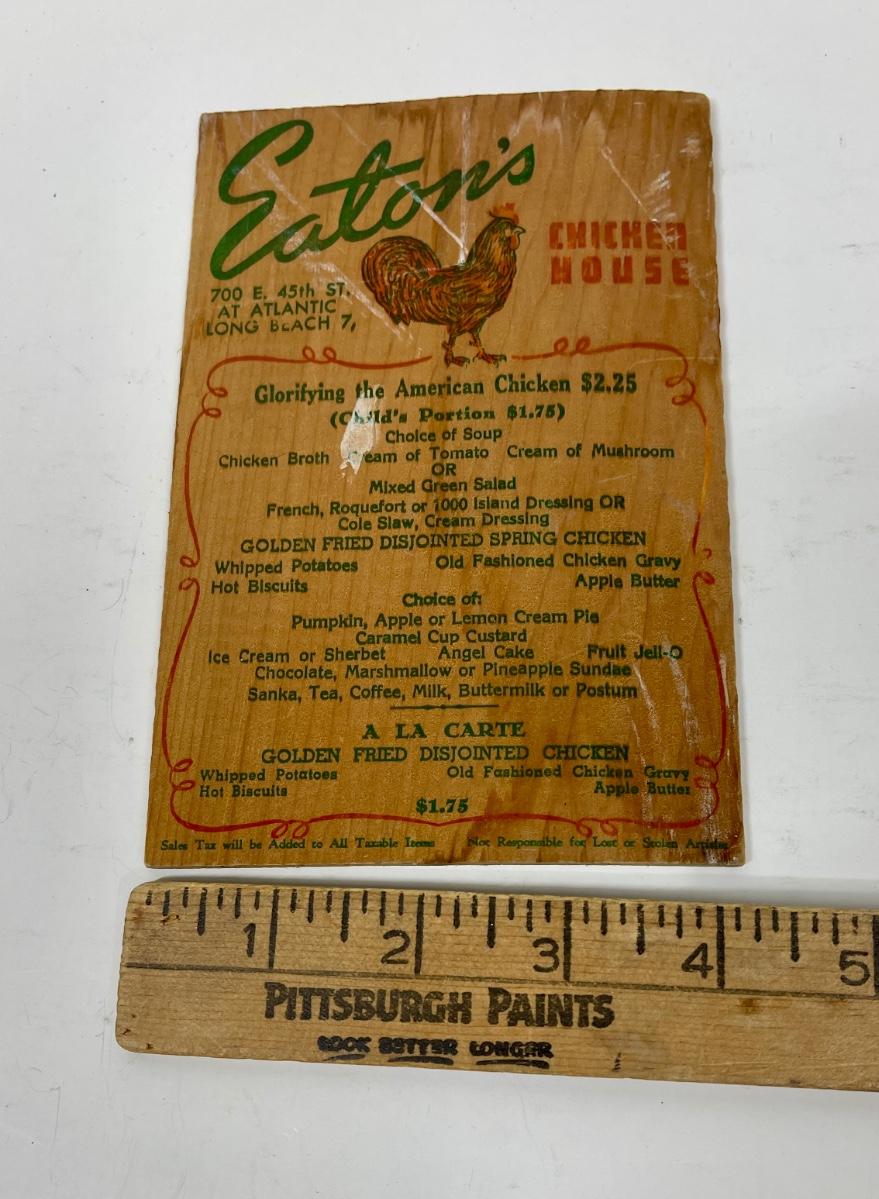 Eaton's
CHICKEN
HOUSE
700 E. 45th ST.
AT ATLANTIC
LONG BEACH 7,
Glorifying the American Chicken $2.25
(Child's Portion $1.75)
Choice of Soup
Chicken Broth Cream of Tomato Cream of Mushroom
OR
Mixed Green Salad
French, Roquefort or 1000 Island Dressing OR
Cole Slaw, Cream Dressing
GOLDEN FRIED DISJOINTED SPRING CHICKEN
Whipped Potatoes Old Fashioned Chicken Gravy
Hot Biscuits Apple Butter
Choice of:
Pumpkin, Apple or Lemon Cream Pie
Caramel Cup Custard
Ice Cream or Sherbet Angel Cake Fruit Jell-O
Chocolate, Marshmallow or Pineapple Sundae
Sanka, Tea, Coffee, Milk, Buttermilk or Postum
A LA CARTE
GOLDEN FRIED DISJOINTED CHICKEN
Whipped Potatoes Old Fashioned Chicken Gravy
Hot Biscuits Apple Butter
$1.75
Sales Tax will be Added to All Taxable Items Not Responsible for Lost or Stolen Articles
1 2 3 4 5
PITTSBURGH PAINTS
LOOK BETTER LONGER